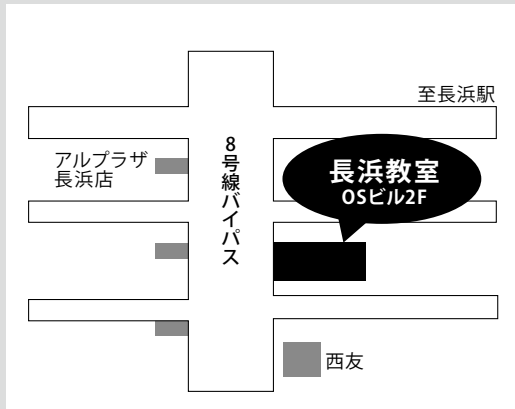 至長浜駅
アルプラザ
長浜店
8号線バイパス
長浜教室
OSビル2F
西友